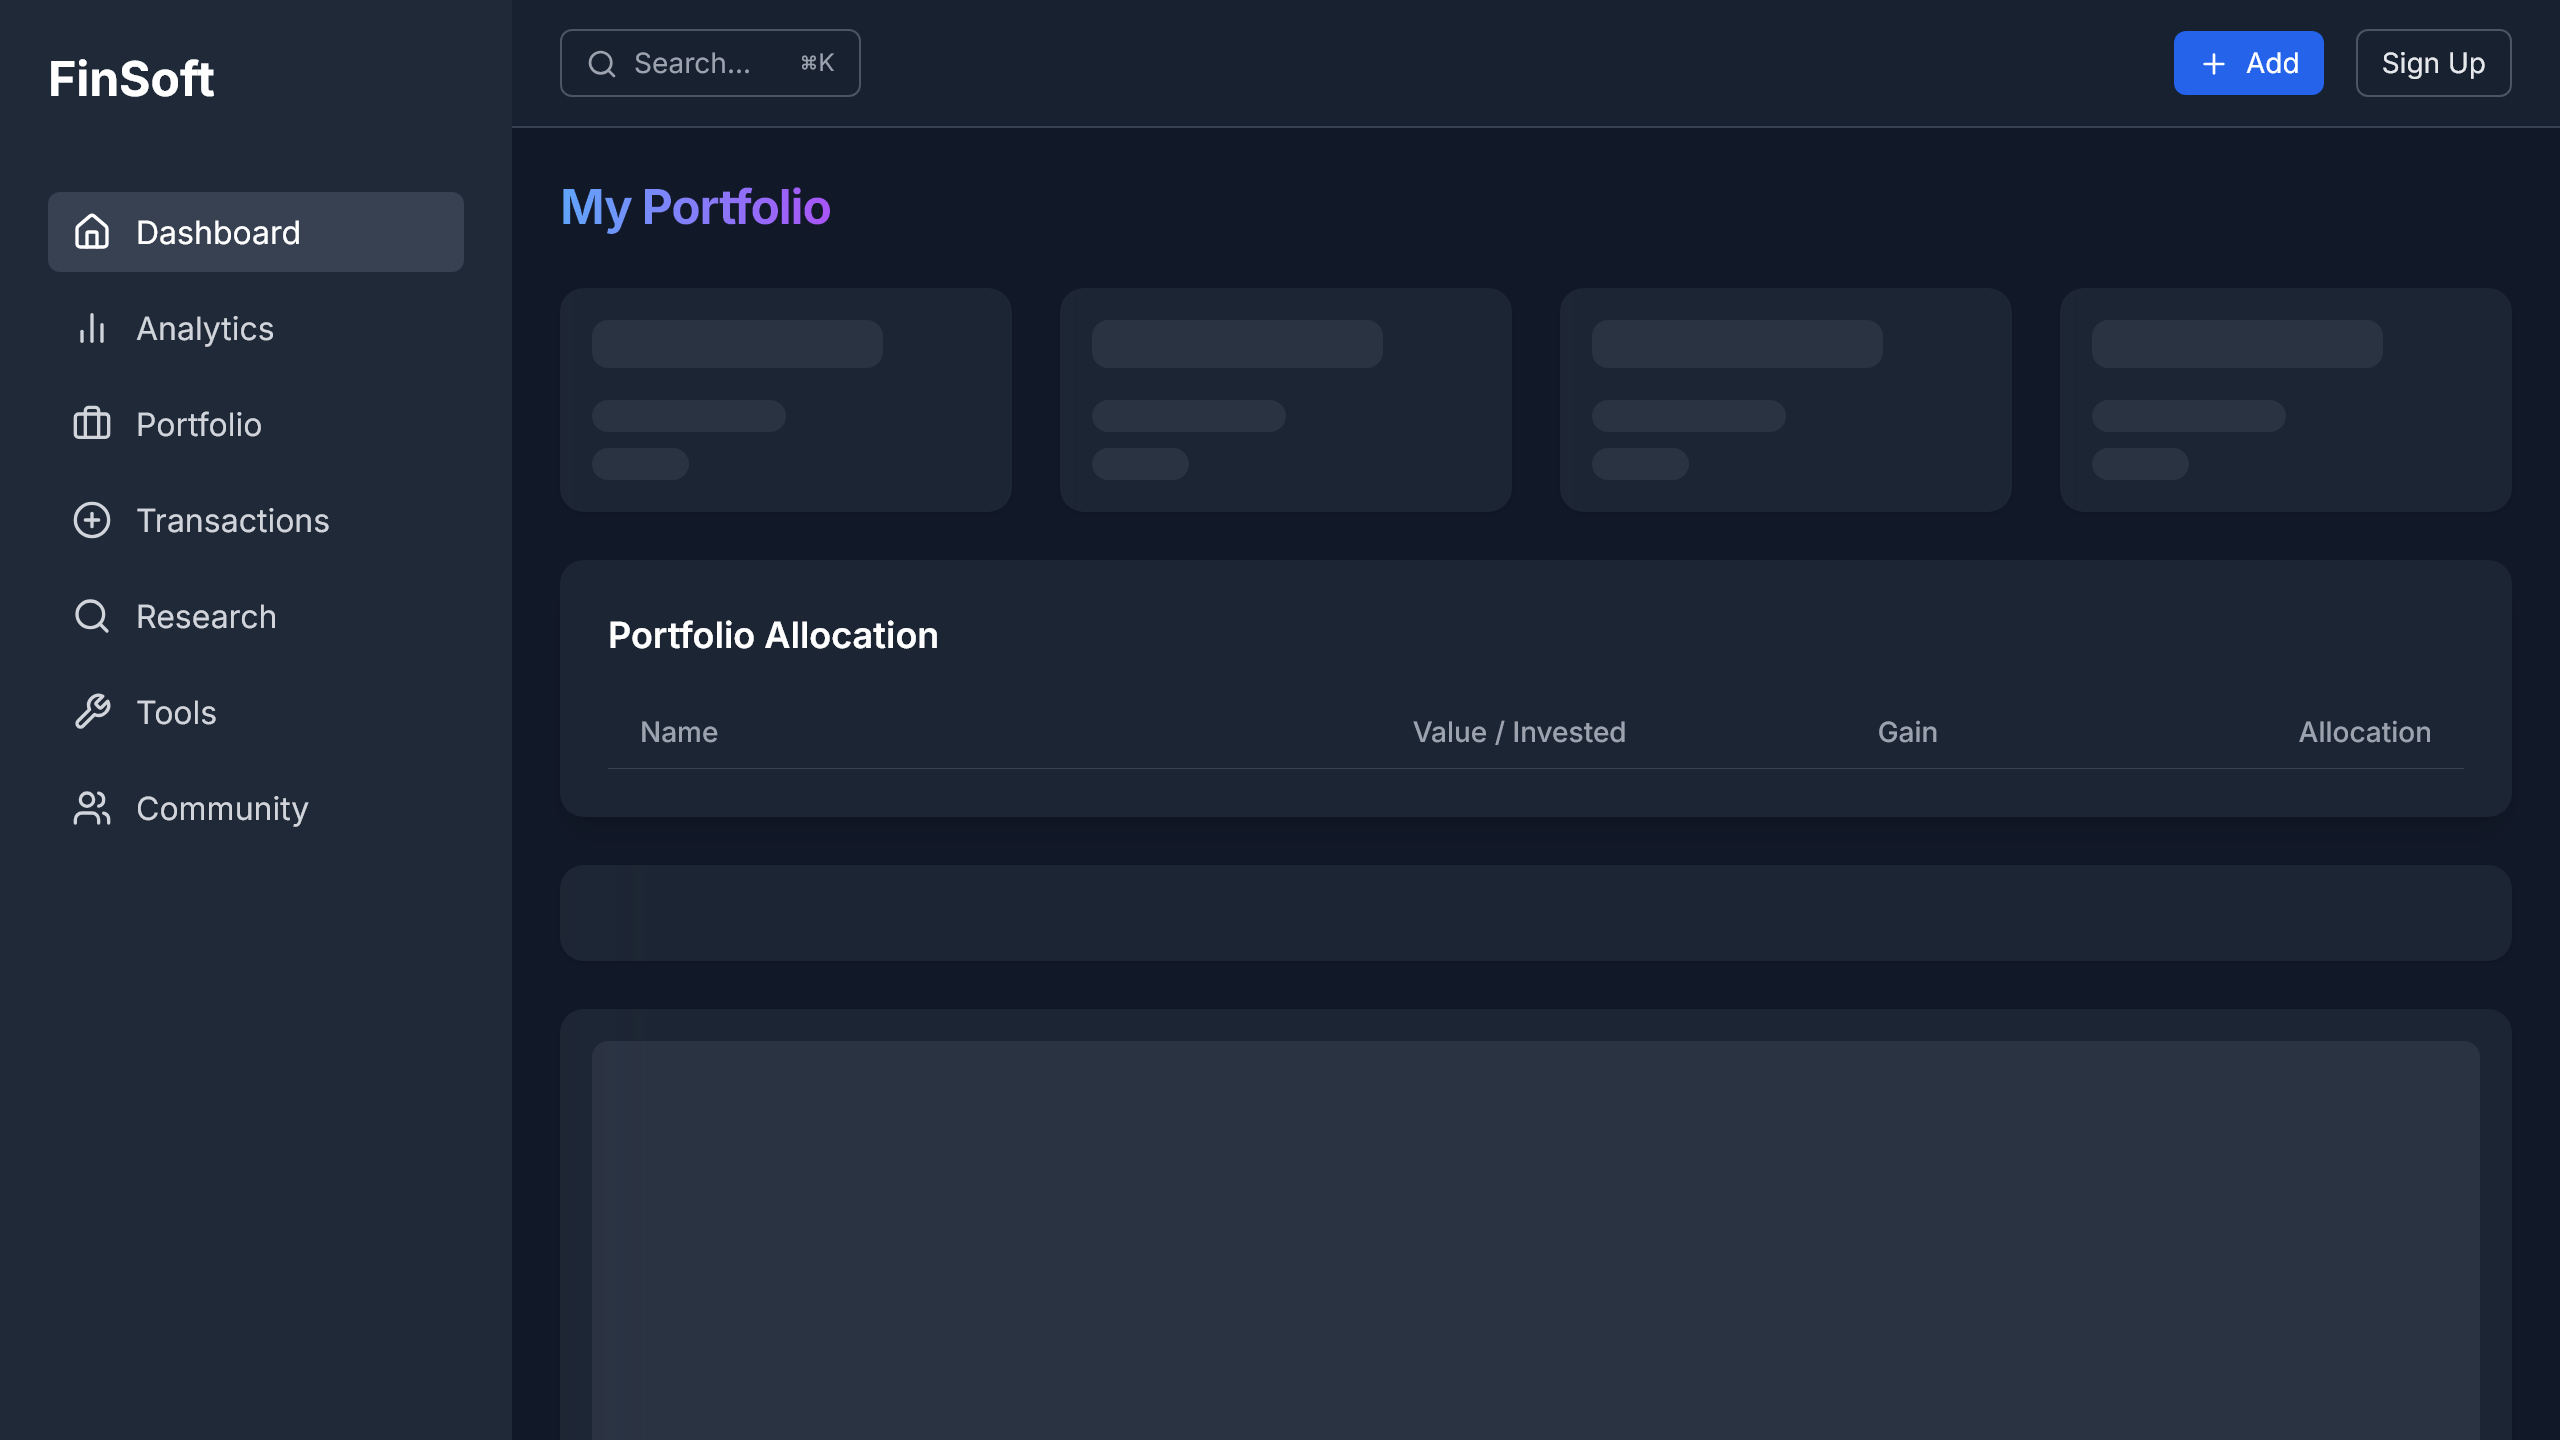 FinSoft
Search... ⌘K
Add
Sign Up
Dashboard
Analytics
Portfolio
Transactions
Research
Tools
Community
My Portfolio
Portfolio Allocation
Name Value / Invested Gain Allocation